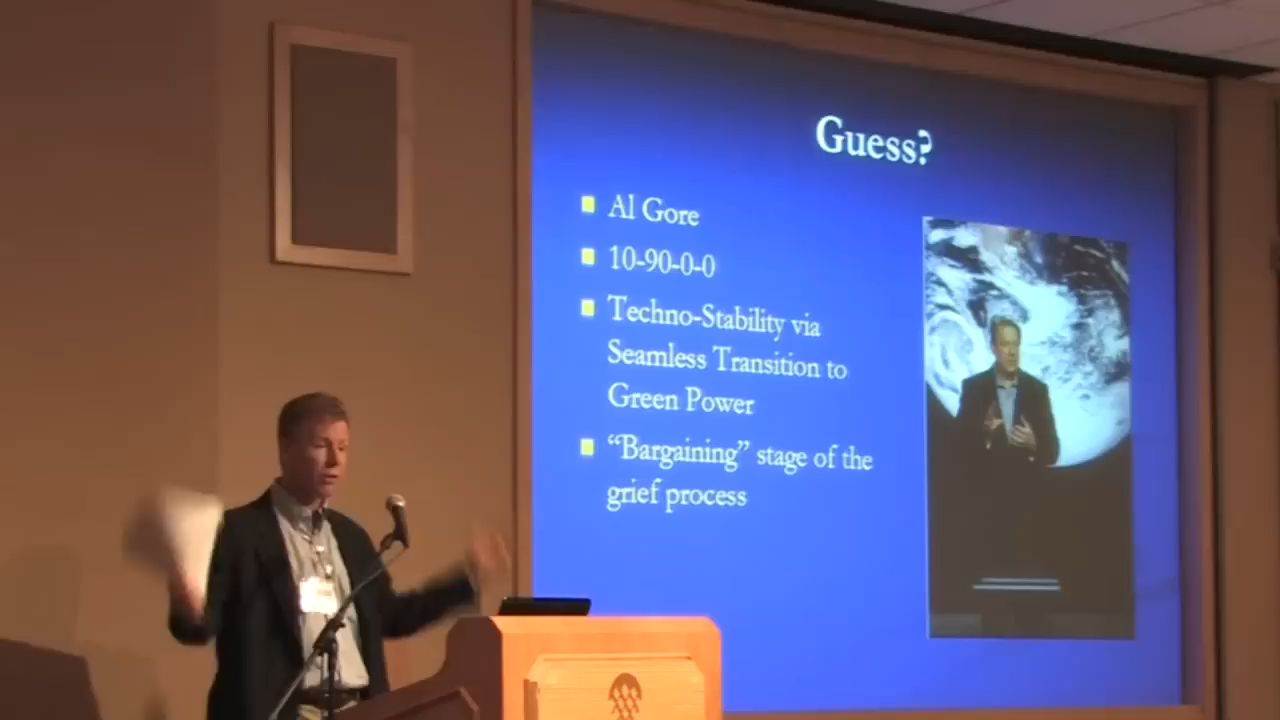 Guess?
Al Gore
10-90-0-0
Techno-Stability via
Seamless Transition to
Green Power
“Bargaining” stage of the
grief process